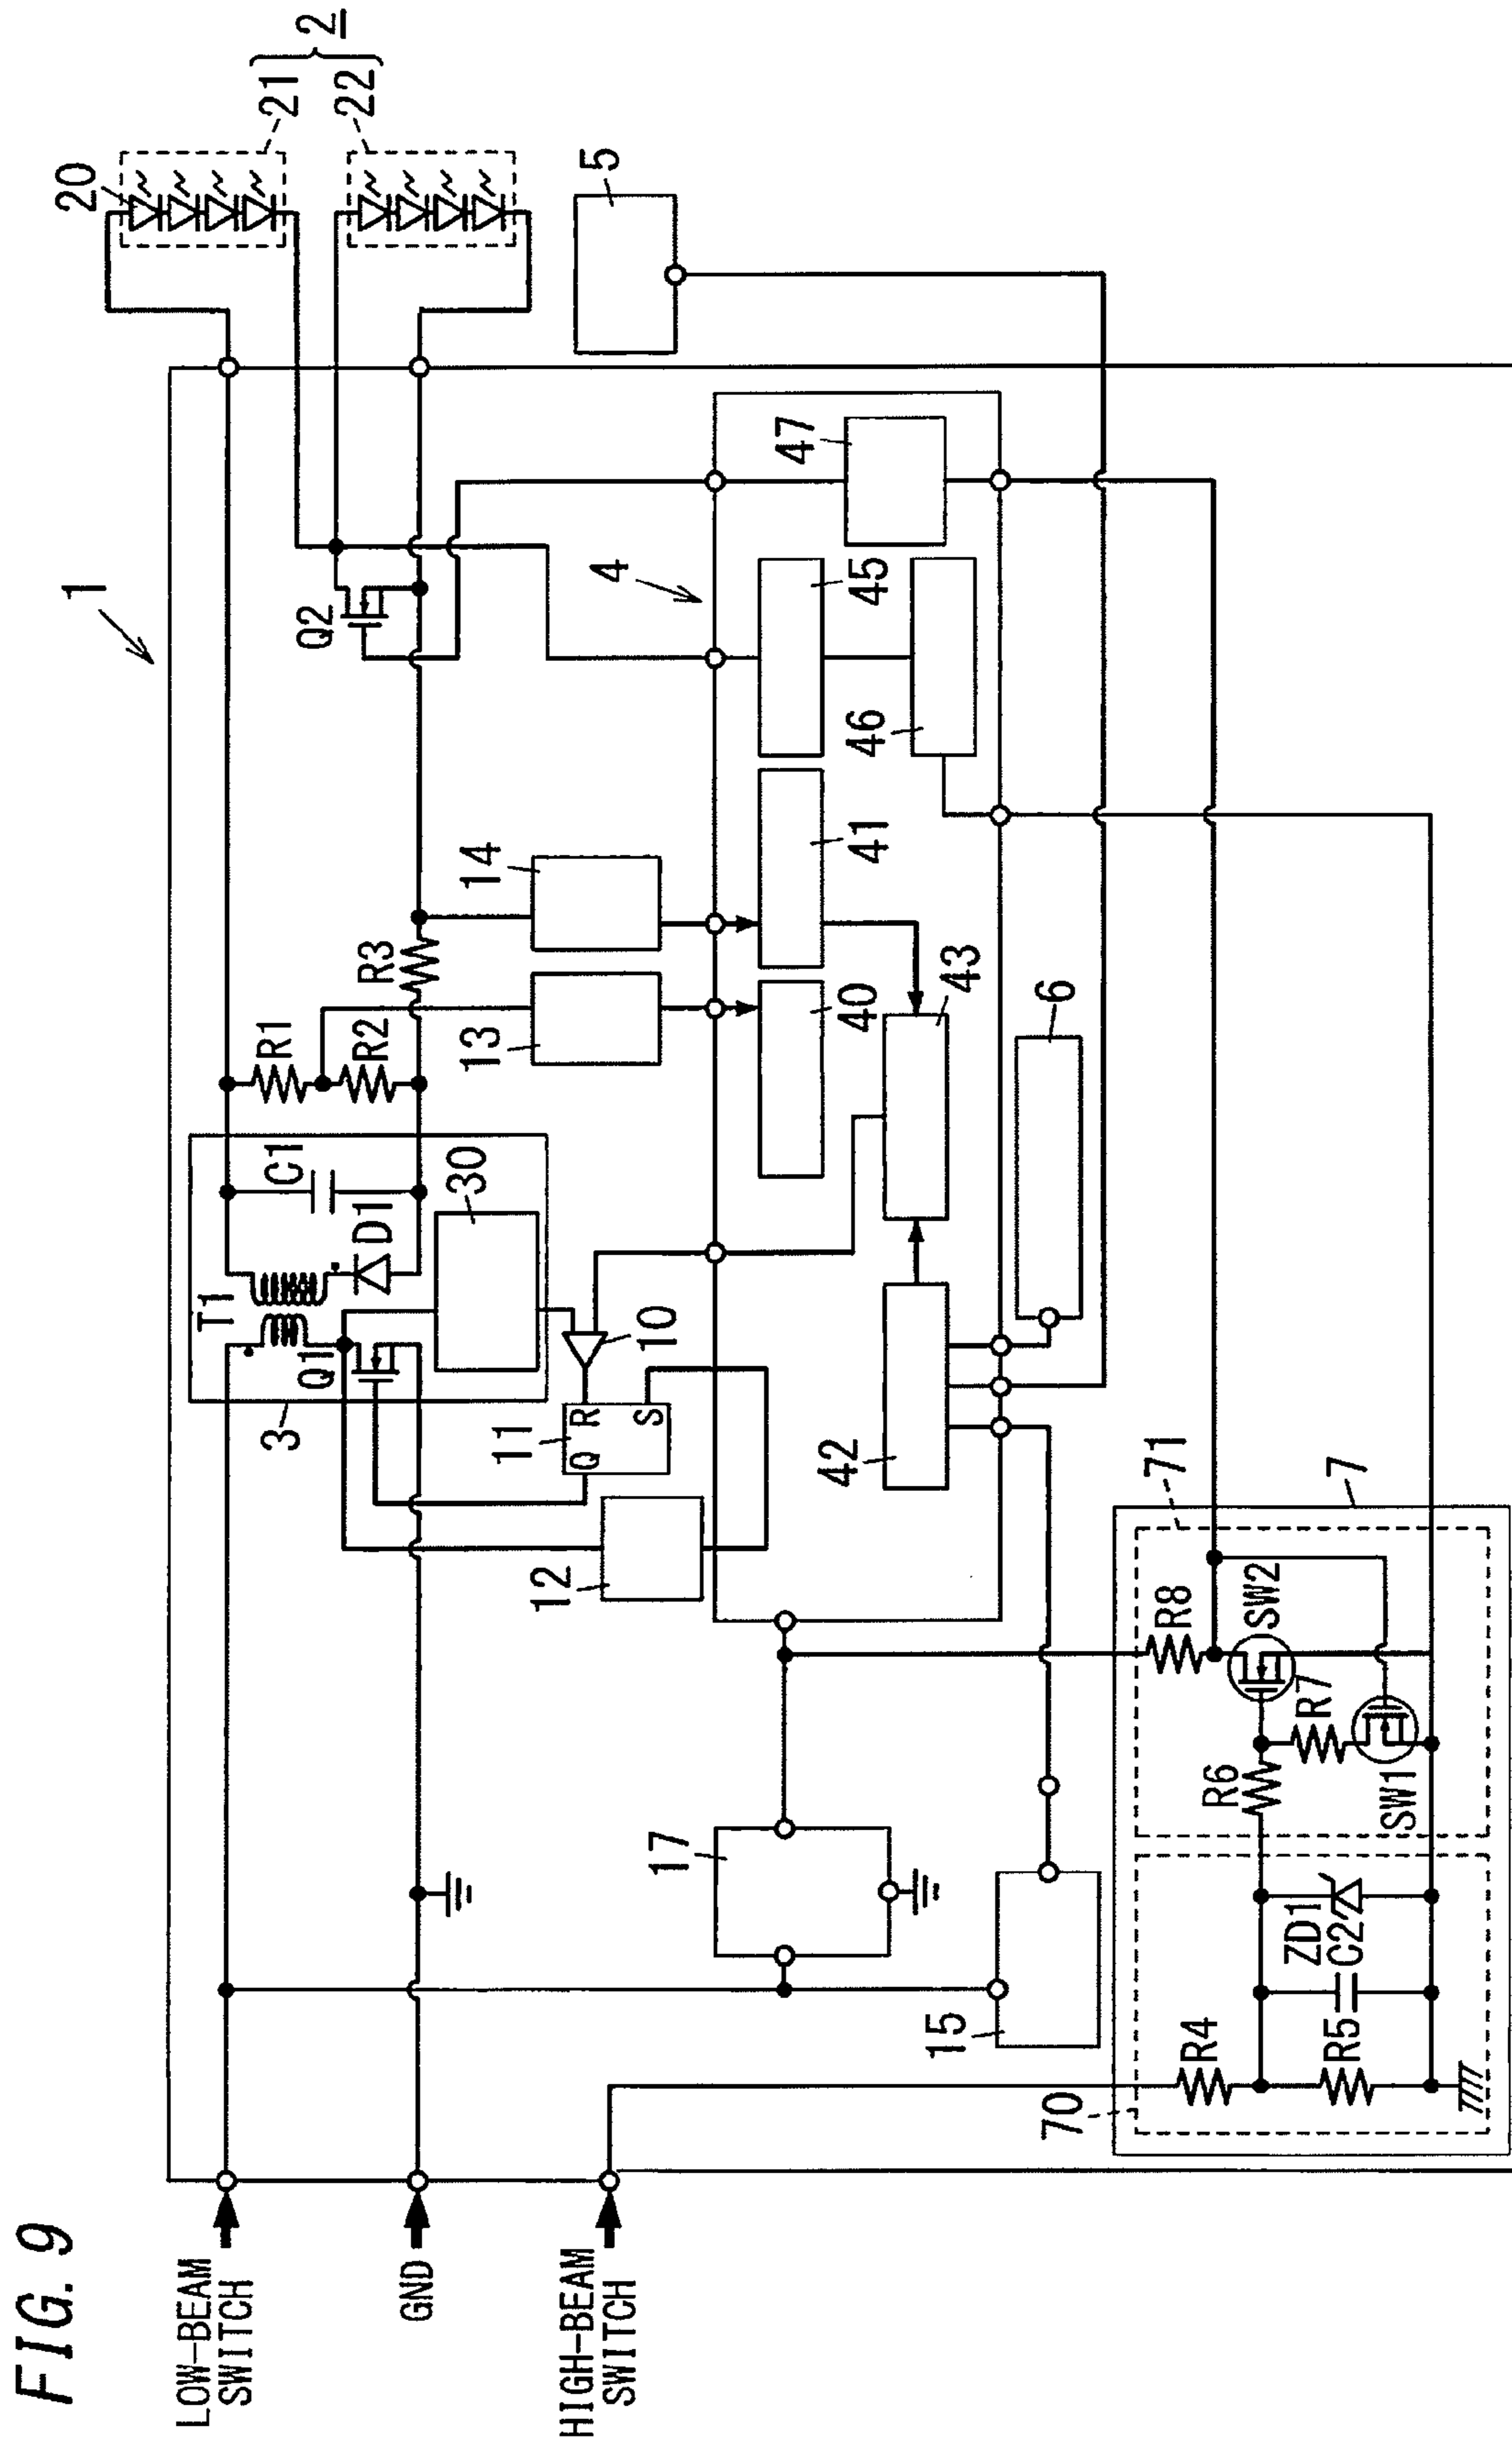 FIG. 9
1
20
21
22
2
5
LOW-BEAM
SWITCH
GND
HIGH-BEAM
SWITCH
3
T1
Q1
C1
D1
30
R1
R2
R3
Q2
10
11
Q
R
S
12
13
14
4
40
41
42
43
45
46
47
6
17
15
7
70
71
R4
R5
C2
ZD1
R6
R7
R8
SW1
SW2